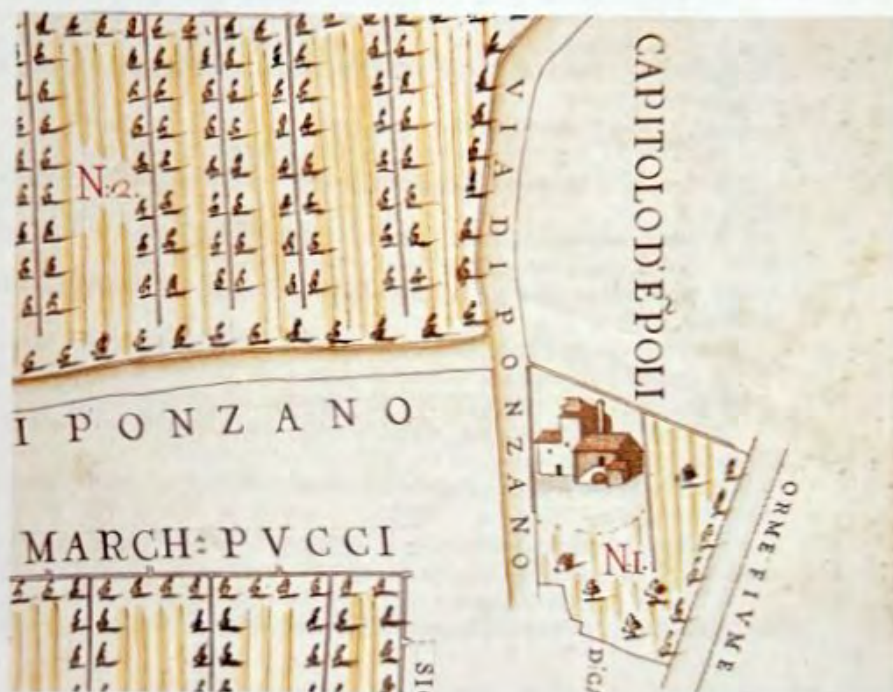 N:2.
VIA DI PONZANO
CAPITOLO D'Ẽ POLI
I PONZANO
MARCH: PVCCI
N:1.
ORME FIVME